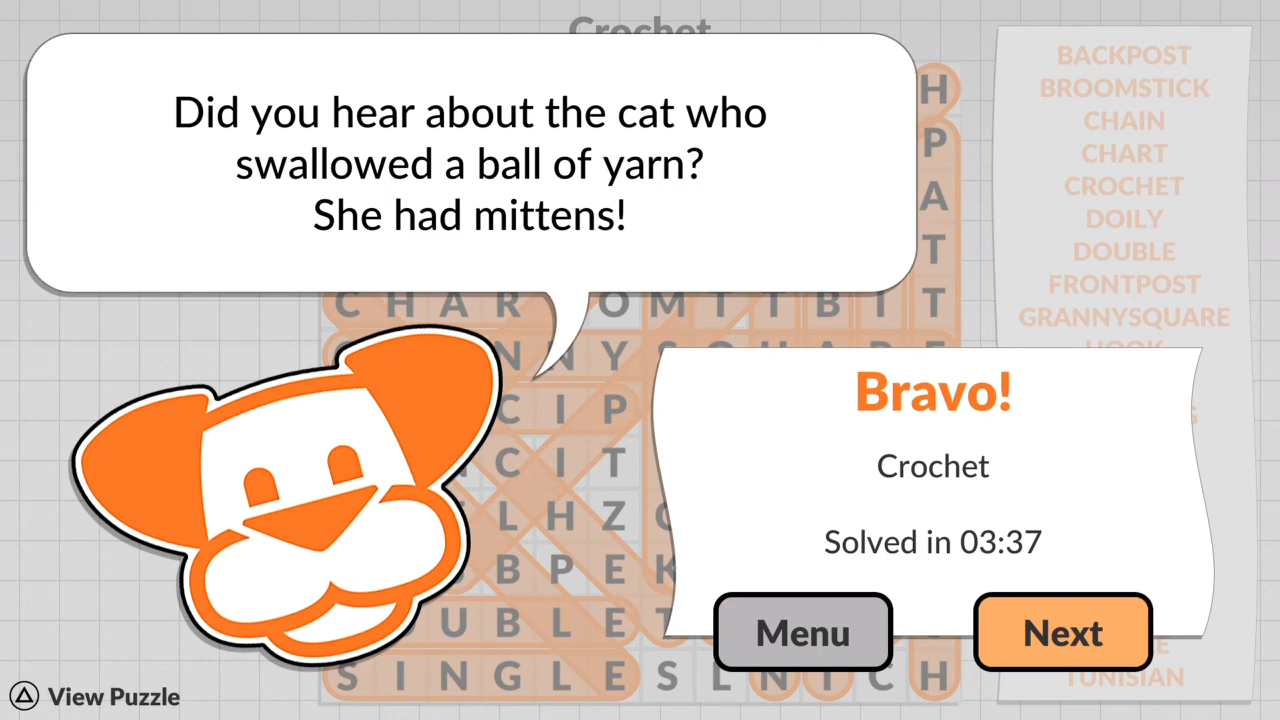 Crochet
Did you hear about the cat who
swallowed a ball of yarn?
She had mittens!
H
P
A
T
C H A R O M T T B I T
N N Y S Q U A R E
C I P
C I T
L H Z
B P E K
U B L E
S I N G L E S L N T C H
BACKPOST
BROOMSTICK
CHAIN
CHART
CROCHET
DOILY
DOUBLE
FRONTPOST
GRANNYSQUARE
HOOK
TUNISIAN
Bravo!
Crochet
Solved in 03:37
Menu
Next
View Puzzle